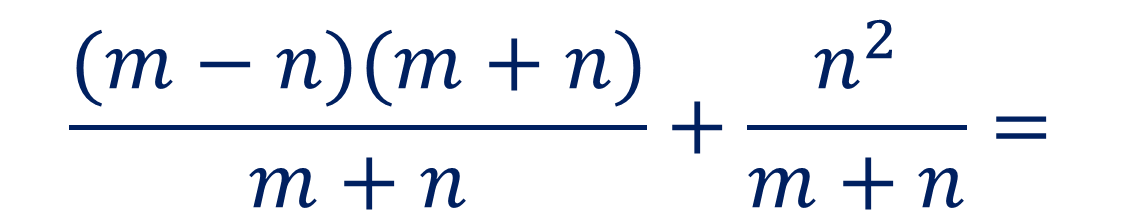 (m − n)(m + n)/m + n + n²/m + n =